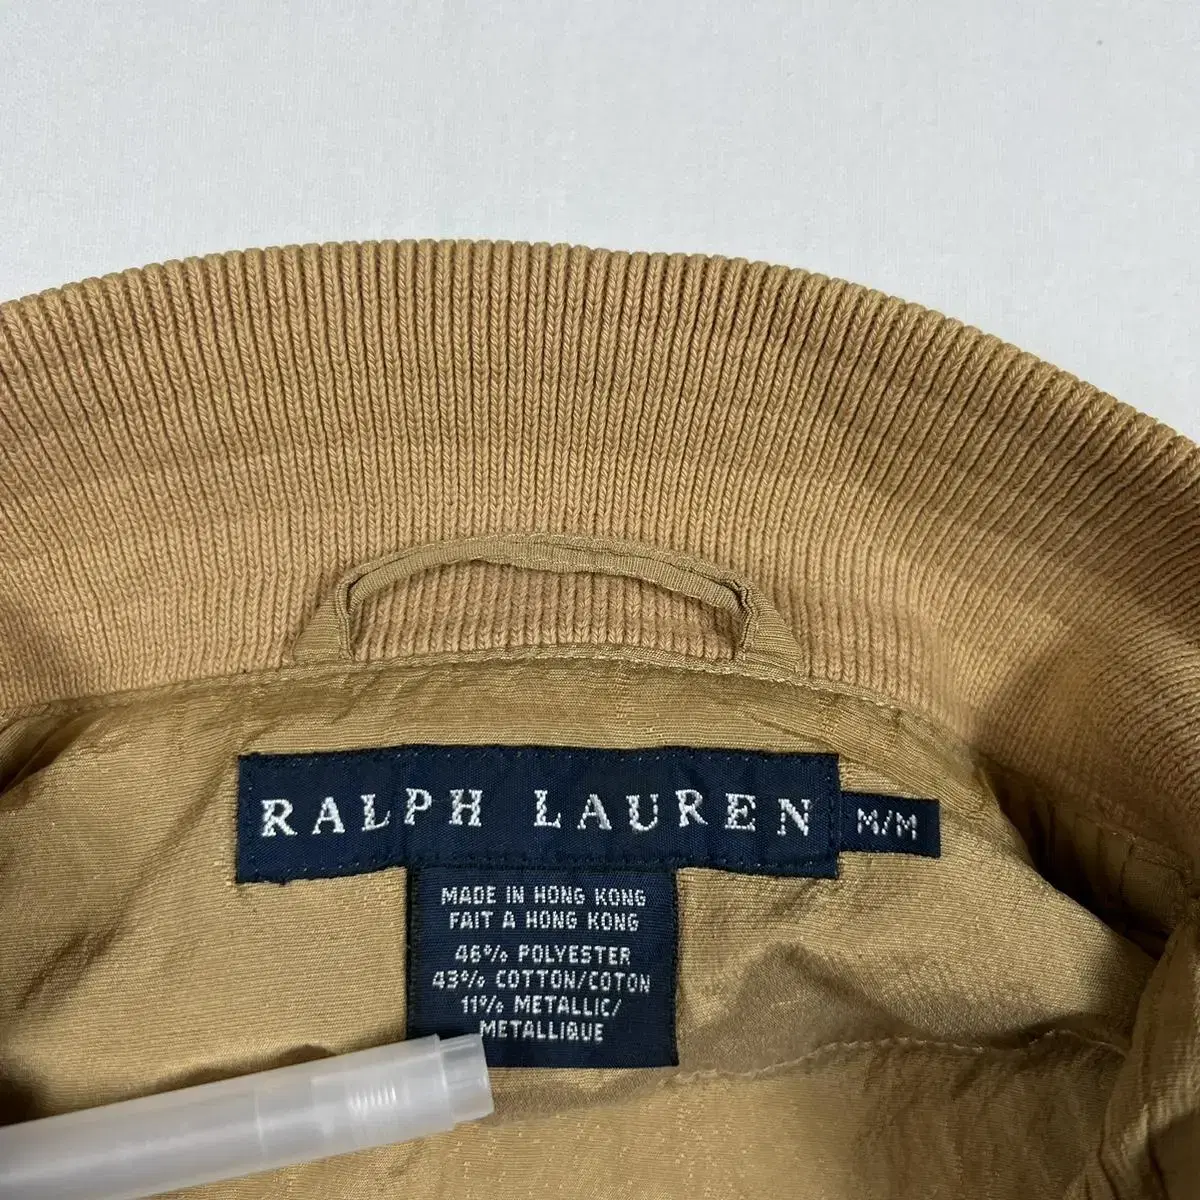 RALPH LAUREN
M/M
MADE IN HONG KONG
FAIT A HONG KONG
46% POLYESTER
43% COTTON/COTON
11% METALLIC/
METALLIQUE